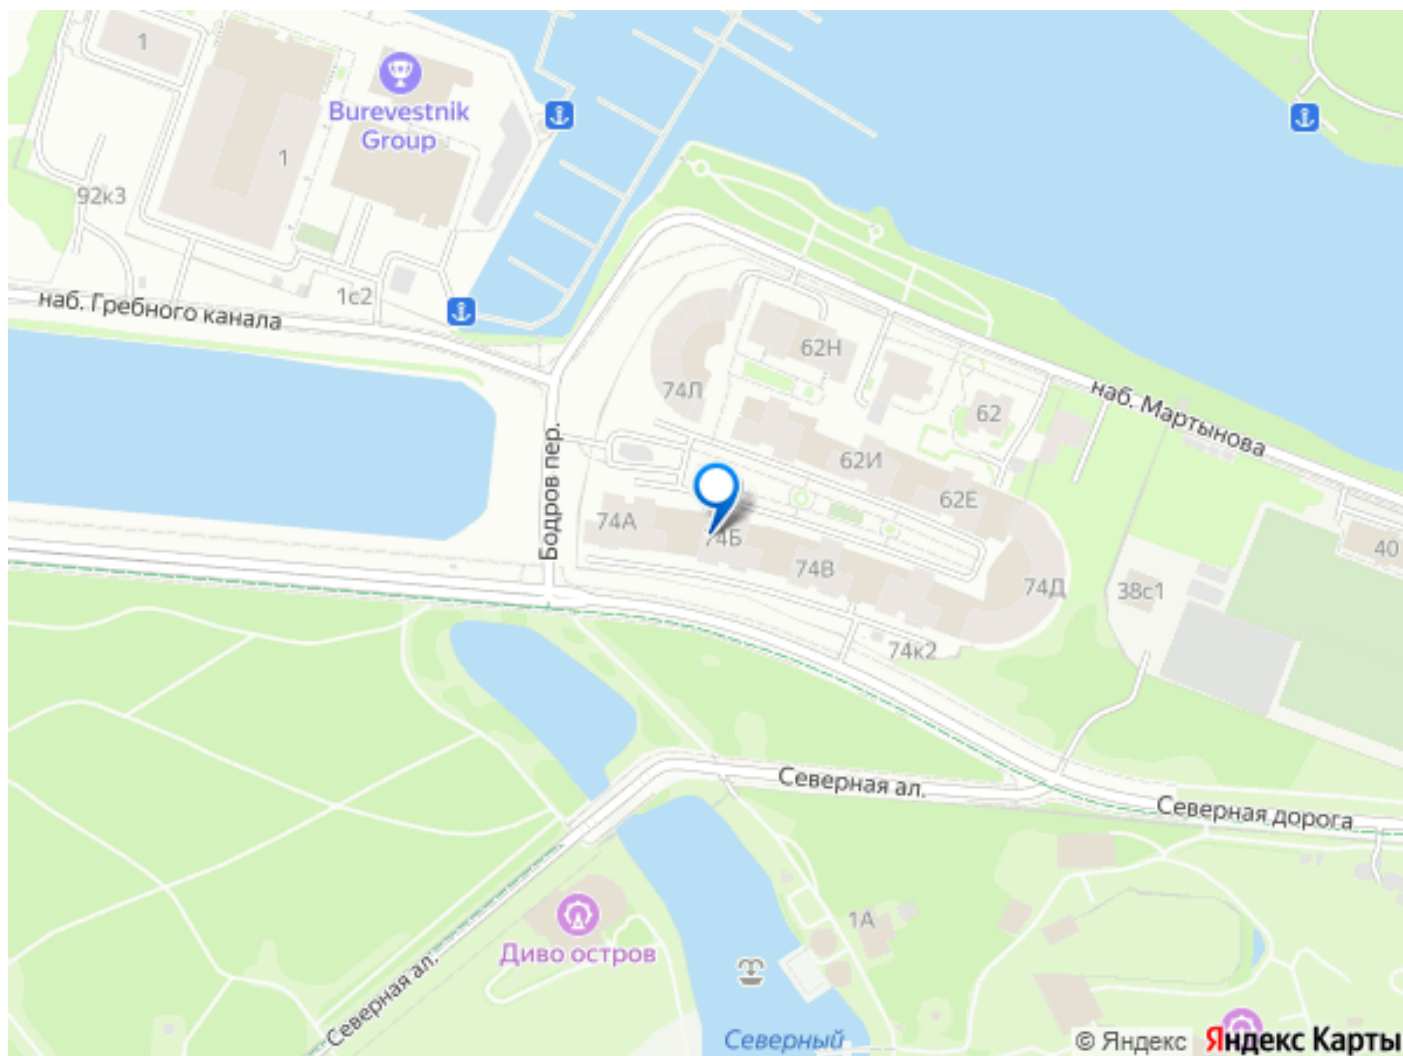 1
Burevestnik
Group
1
92к3
1с2
наб. Гребного канала
62Н
74Л
наб. Мартынова
62
Бодров пер.
62И
62Е
74А
74Б
40
74В
74Д
38с1
74к2
Северная ал.
Северная дорога
1А
Диво остров
Северная ал.
Северный
© Яндекс Яндекс Карты